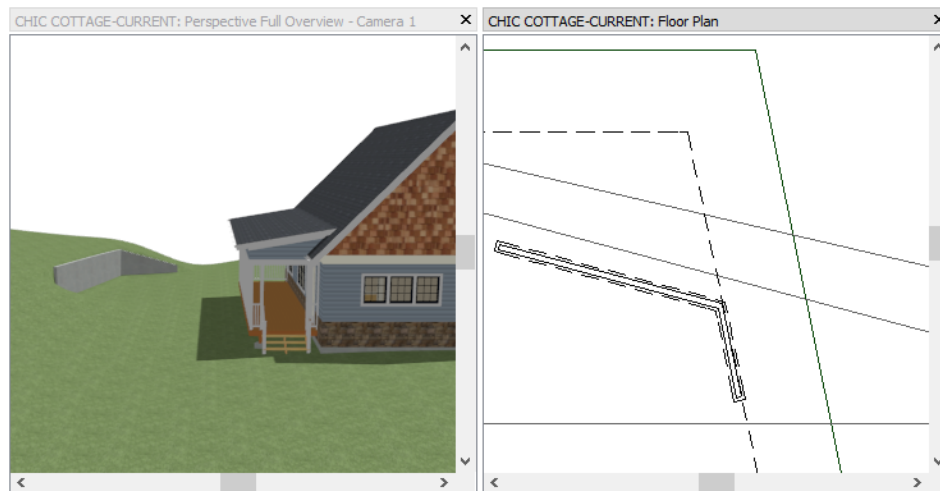 CHIC COTTAGE-CURRENT: Perspective Full Overview - Camera 1
CHIC COTTAGE-CURRENT: Floor Plan